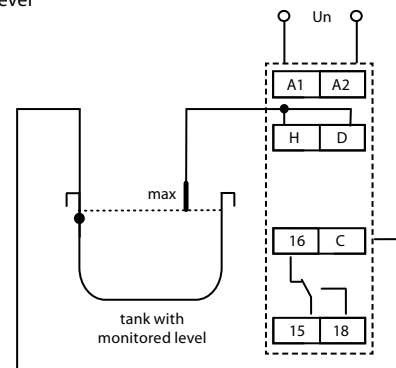 level
Un
A1 A2
H D
max
16 C
tank with
monitored level
15 18